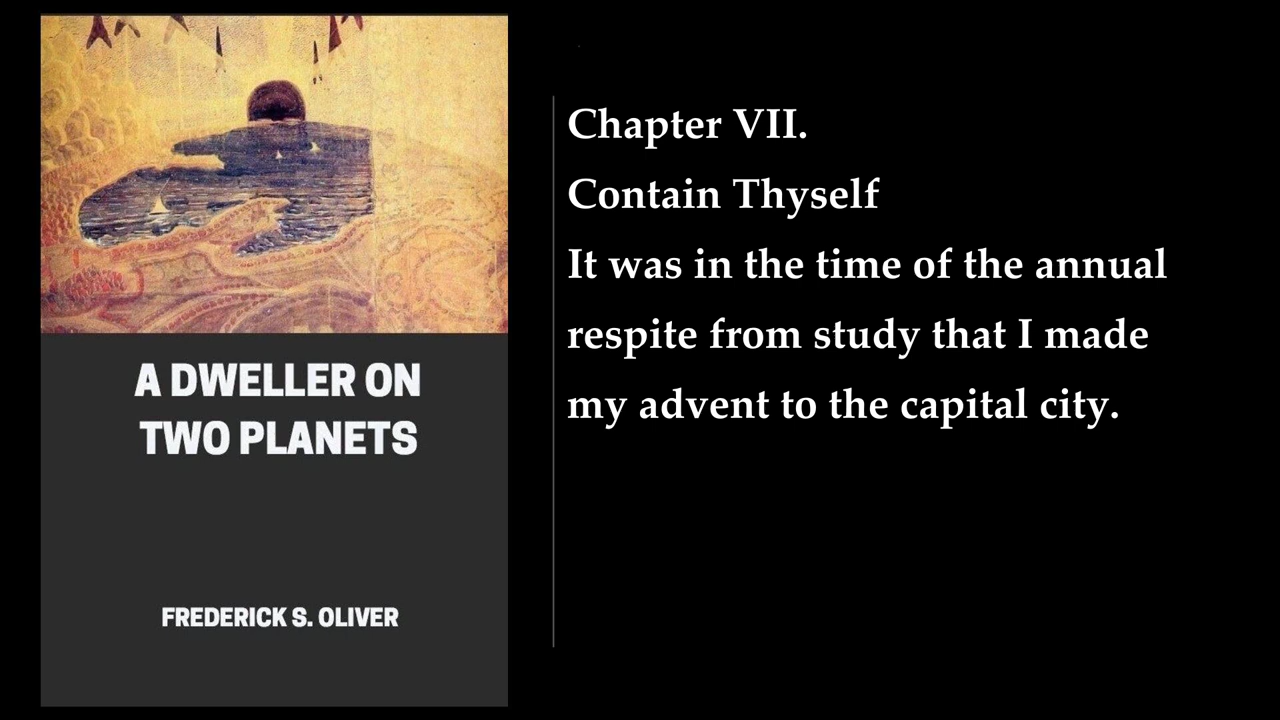 A DWELLER ON
TWO PLANETS
FREDERICK S. OLIVER
Chapter VII.
Contain Thyself
It was in the time of the annual
respite from study that I made
my advent to the capital city.